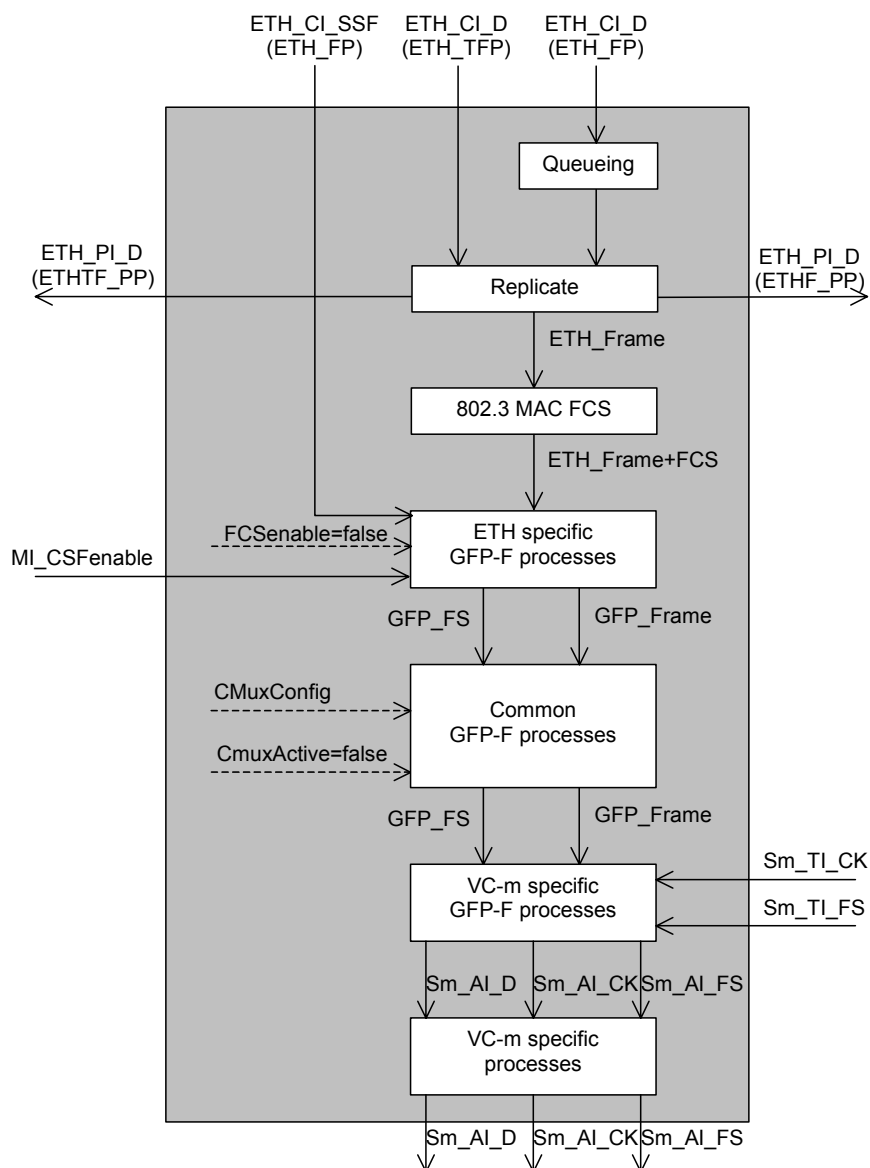 ETH_CI_SSF
(ETH_FP)
ETH_CI_D
(ETH_TFP)
ETH_CI_D
(ETH_FP)
Queueing
ETH_PI_D
(ETHTF_PP)
ETH_PI_D
(ETHF_PP)
Replicate
ETH_Frame
802.3 MAC FCS
ETH_Frame+FCS
FCSenable=false
ETH specific
GFP-F processes
MI_CSFenable
GFP_FS
GFP_Frame
CMuxConfig
Common
GFP-F processes
CmuxActive=false
GFP_FS
GFP_Frame
VC-m specific
GFP-F processes
Sm_TI_CK
Sm_TI_FS
Sm_AI_D
Sm_AI_CK
Sm_AI_FS
VC-m specific
processes
Sm_AI_D
Sm_AI_CK
Sm_AI_FS